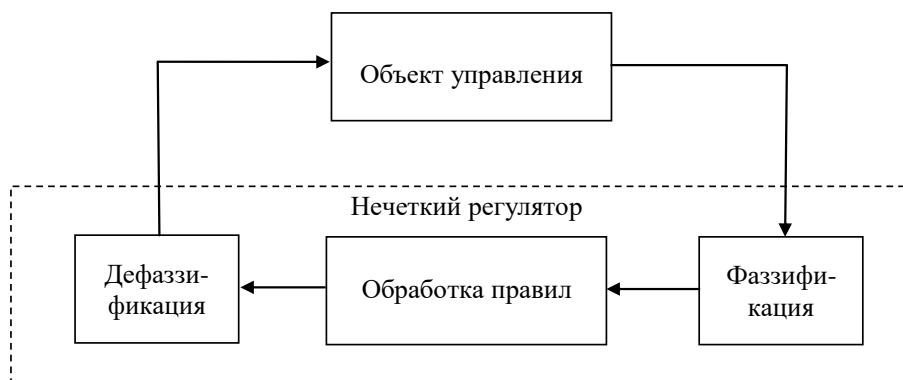 Объект управления
Нечеткий регулятор
Дефаззи-
фикация
Обработка правил
Фаззифи-
кация